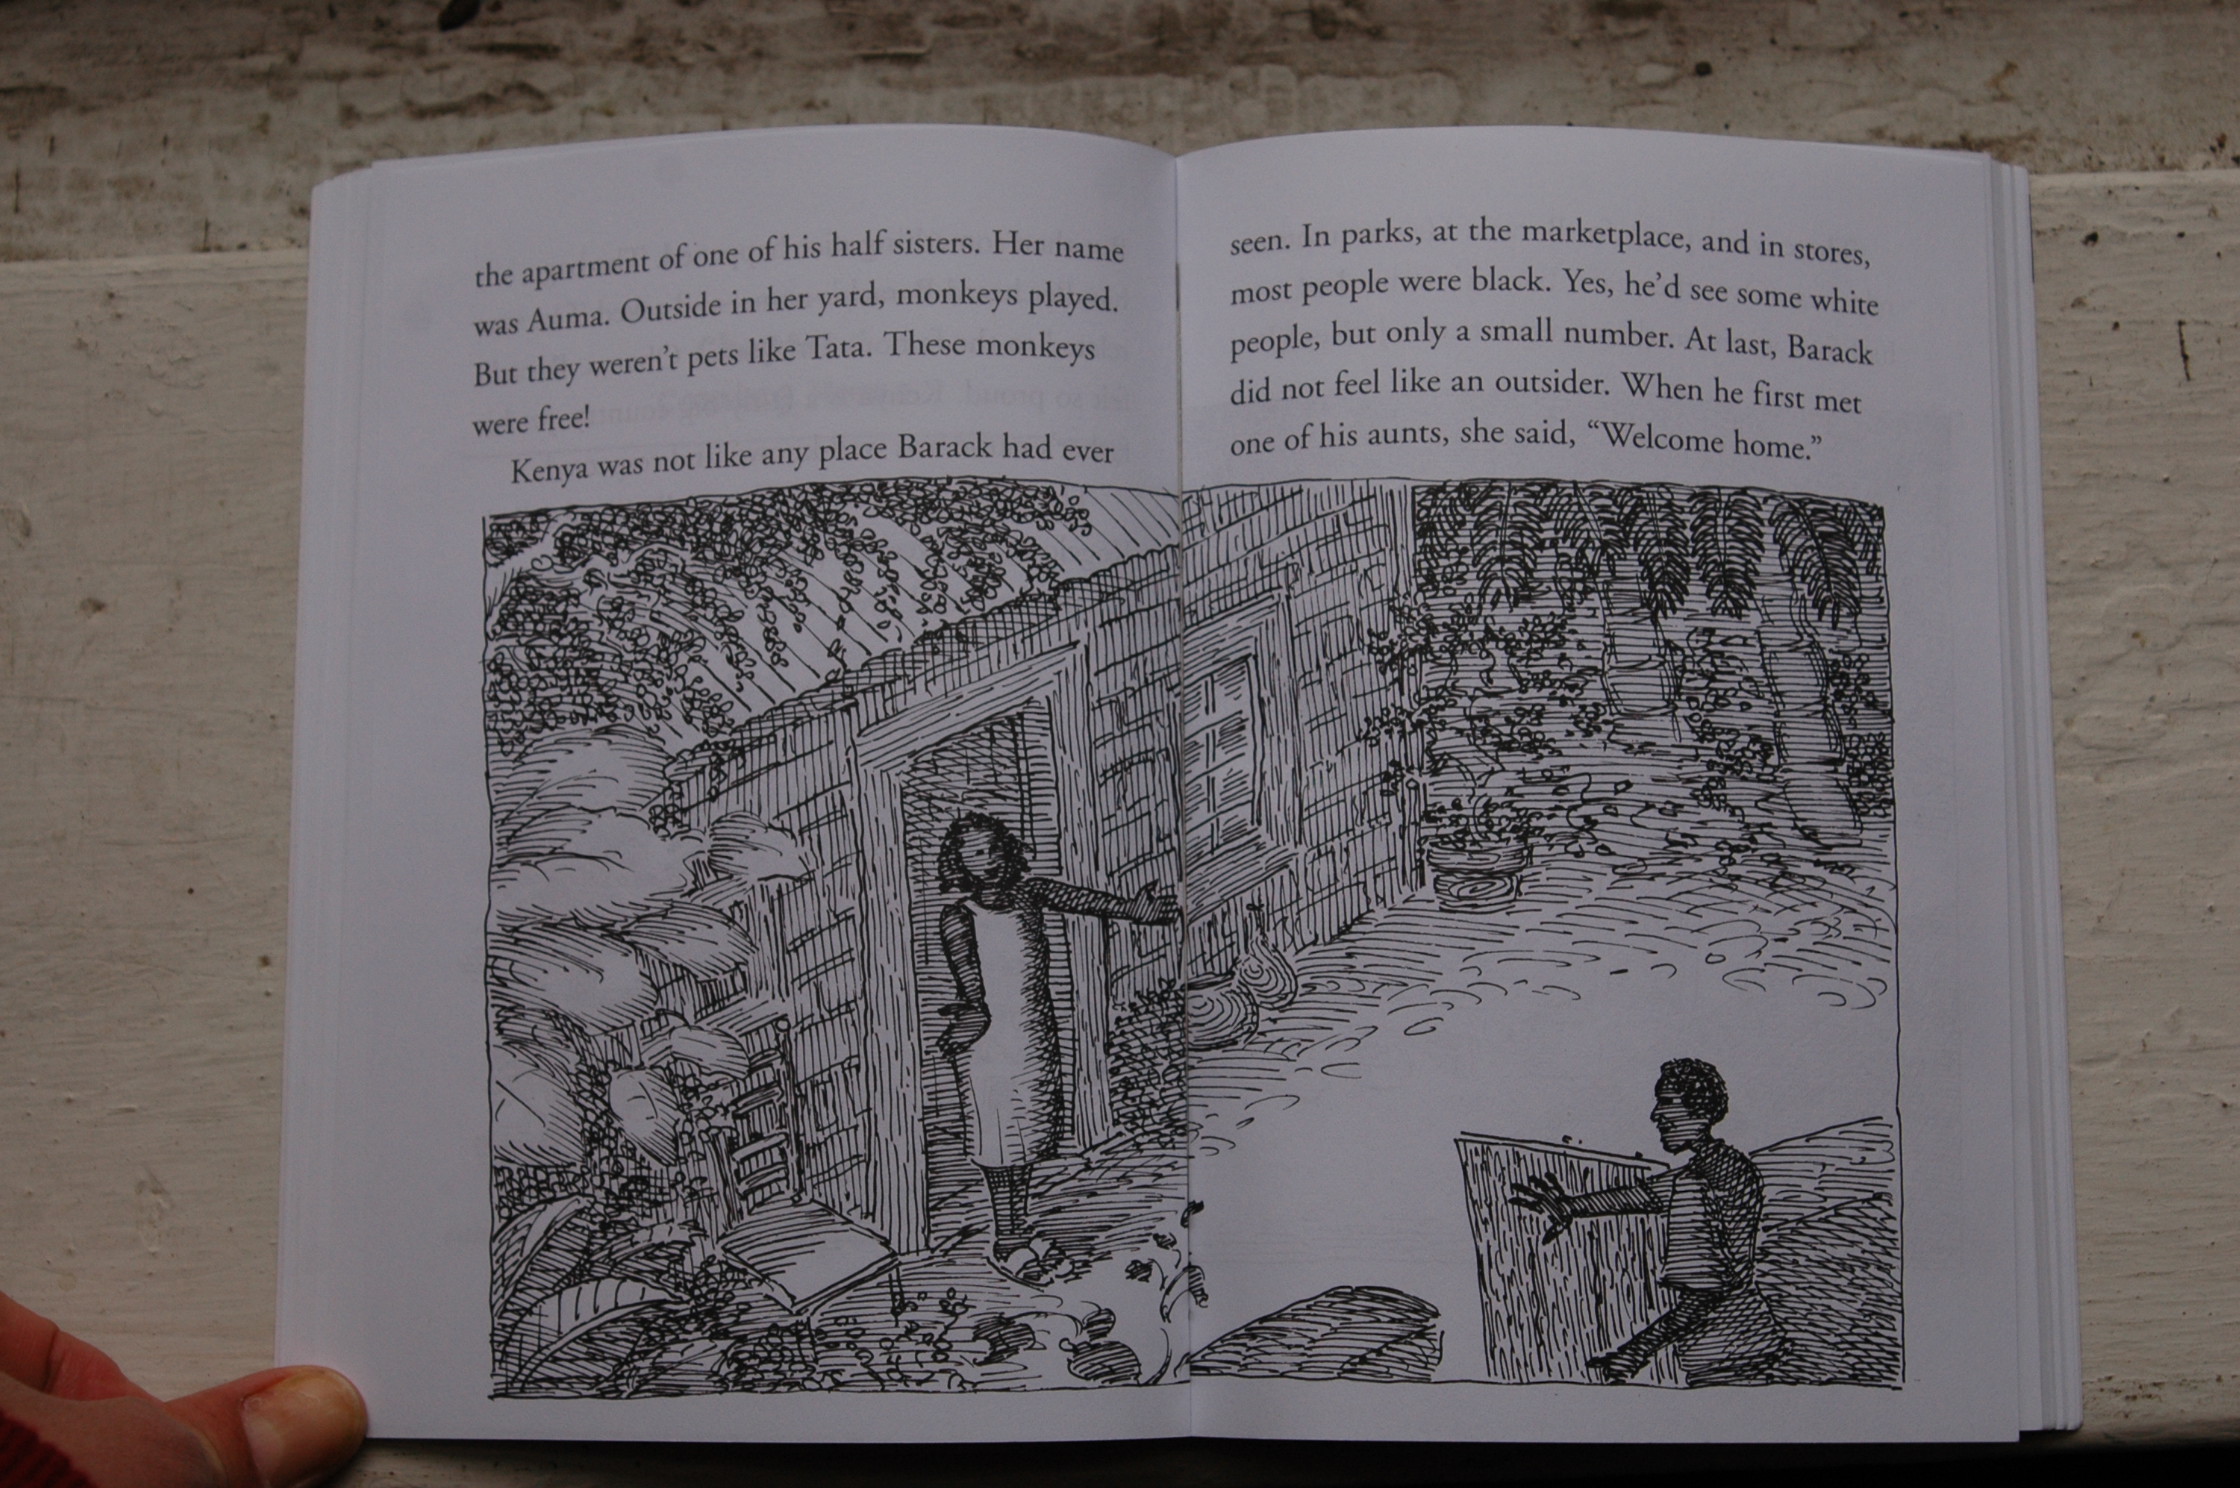 the apartment of one of his half sisters. Her name
was Auma. Outside in her yard, monkeys played.
But they weren't pets like Tata. These monkeys
were free!
Kenya was not like any place Barack had ever
seen. In parks, at the marketplace, and in stores,
most people were black. Yes, he'd see some white
people, but only a small number. At last, Barack
did not feel like an outsider. When he first met
one of his aunts, she said, “Welcome home.”